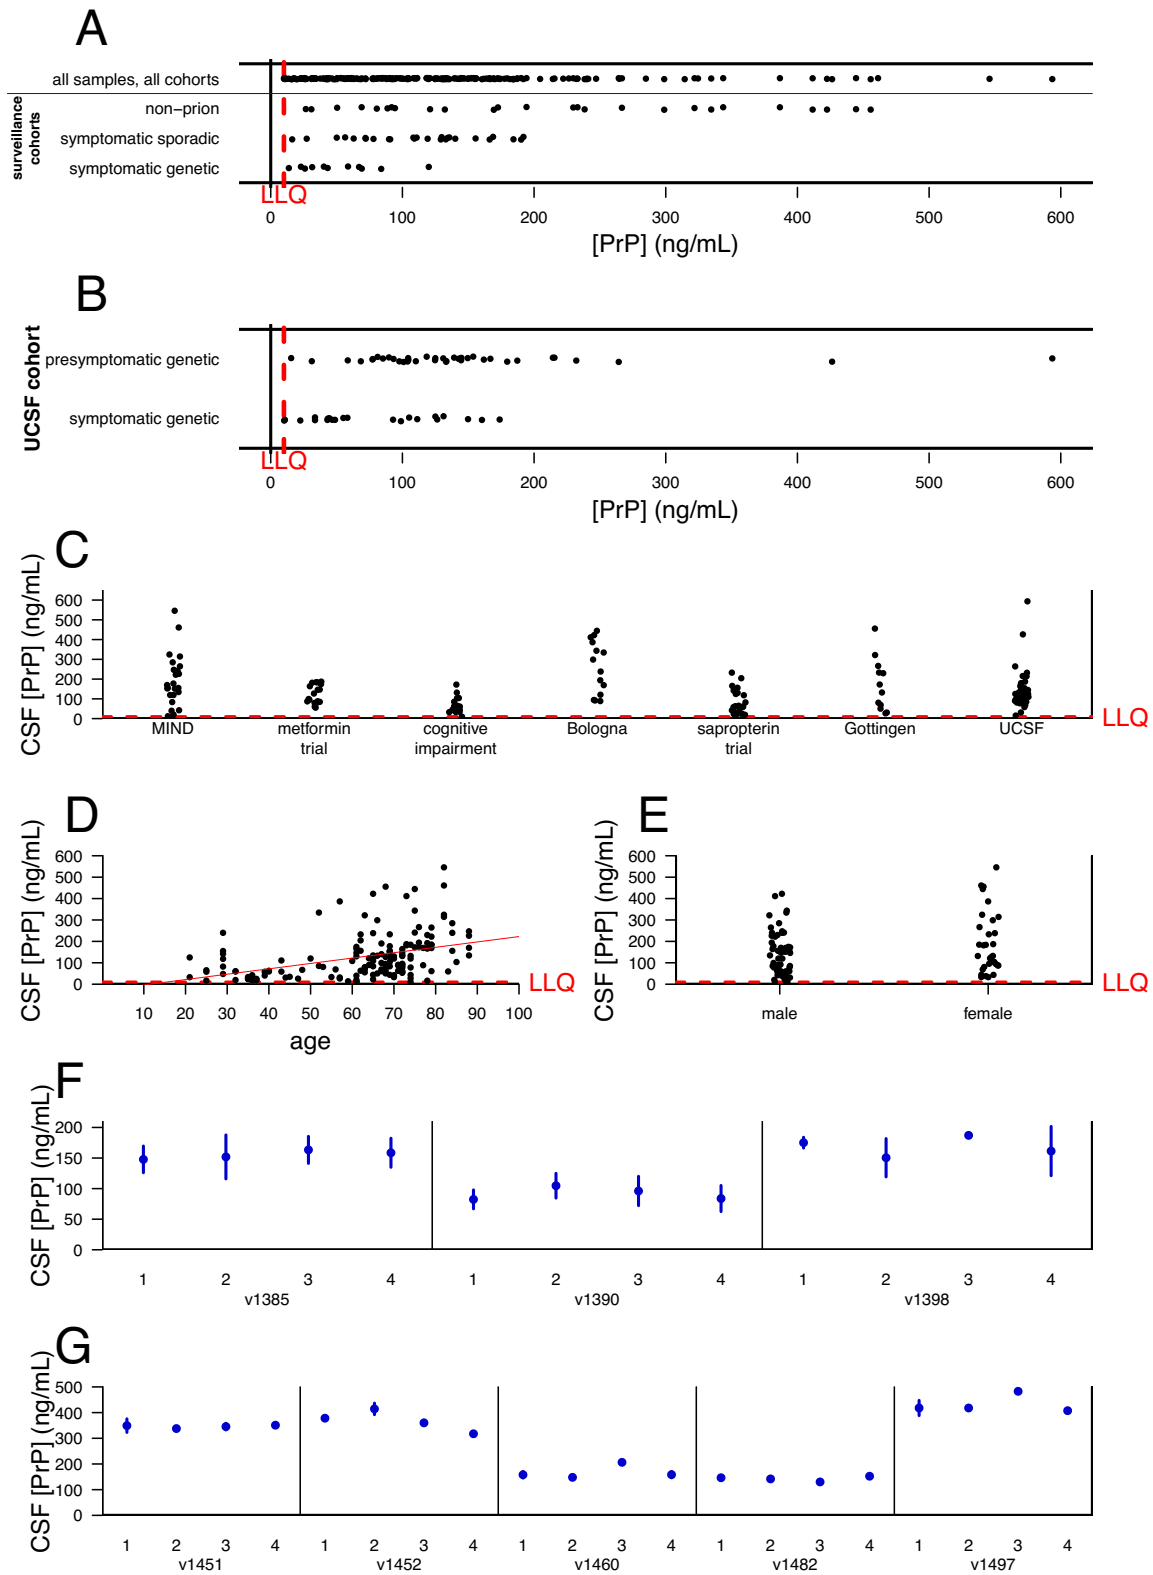 A
all samples, all cohorts
surveillance
cohorts
non−prion
symptomatic sporadic
symptomatic genetic
LLQ
0 100 200 300 400 500 600
[PrP] (ng/mL)
B
UCSF cohort
presymptomatic genetic
symptomatic genetic
LLQ
0 100 200 300 400 500 600
[PrP] (ng/mL)
C
CSF [PrP] (ng/mL)
600
500
400
300
200
100
0
LLQ
MIND metformin cognitive Bologna sapropterin Gottingen UCSF
trial impairment trial
D
CSF [PrP] (ng/mL)
600
500
400
300
200
100
0
LLQ
10 20 30 40 50 60 70 80 90 100
age
E
CSF [PrP] (ng/mL)
600
500
400
300
200
100
0
LLQ
male female
F
CSF [PrP] (ng/mL)
200
150
100
50
0
1 2 3 4 1 2 3 4 1 2 3 4
v1385 v1390 v1398
G
CSF [PrP] (ng/mL)
500
400
300
200
100
0
1 2 3 4 1 2 3 4 1 2 3 4 1 2 3 4 1 2 3 4
v1451 v1452 v1460 v1482 v1497